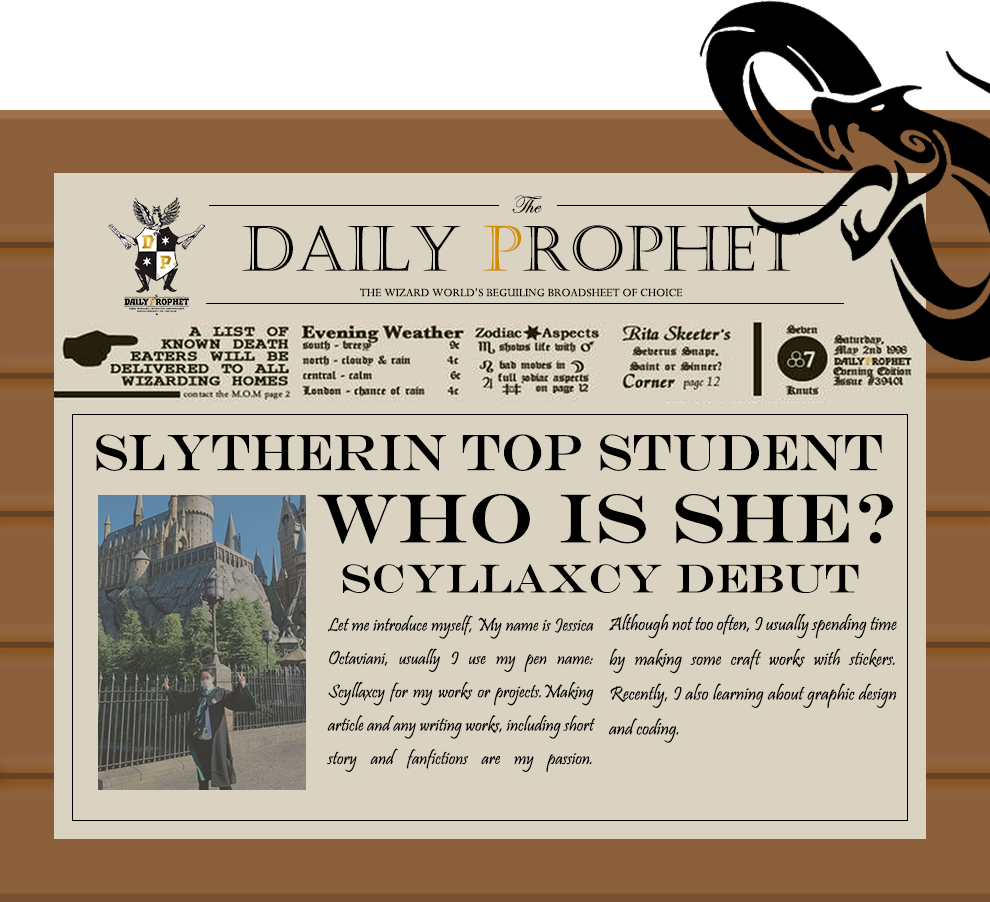 The
DAILY PROPHET
THE WIZARD WORLD'S BEGUILING BROADSHEET OF CHOICE
D
P
DAILY PROPHET
A LIST OF
KNOWN DEATH
EATERS WILL BE
DELIVERED TO ALL
WIZARDING HOMES
contact the M.O.M page 2
Evening Weather
south - breezy 9c
north - cloudy & rain 4c
central - calm 6c
London - chance of rain 4c
Zodiac Aspects
♏ shows life with ♂
♌ bad moves in ☽
♃ full zodiac aspects
on page 12
Rita Skeeter's
Severus Snape,
Saint or Sinner?
Corner page 12
Seven
7
Knuts
Saturday,
May 2nd 1998
DAILY PROPHET
Evening Edition
Issue #39401
SLYTHERIN TOP STUDENT
WHO IS SHE?
SCYLLAXCY DEBUT
Let me introduce myself, My name is Jessica
Octaviani, usually I use my pen name:
Scyllaxcy for my works or projects. Making
article and any writing works, including short
story and fanfictions are my passion.
Although not too often, I usually spending time
by making some craft works with stickers.
Recently, I also learning about graphic design
and coding.